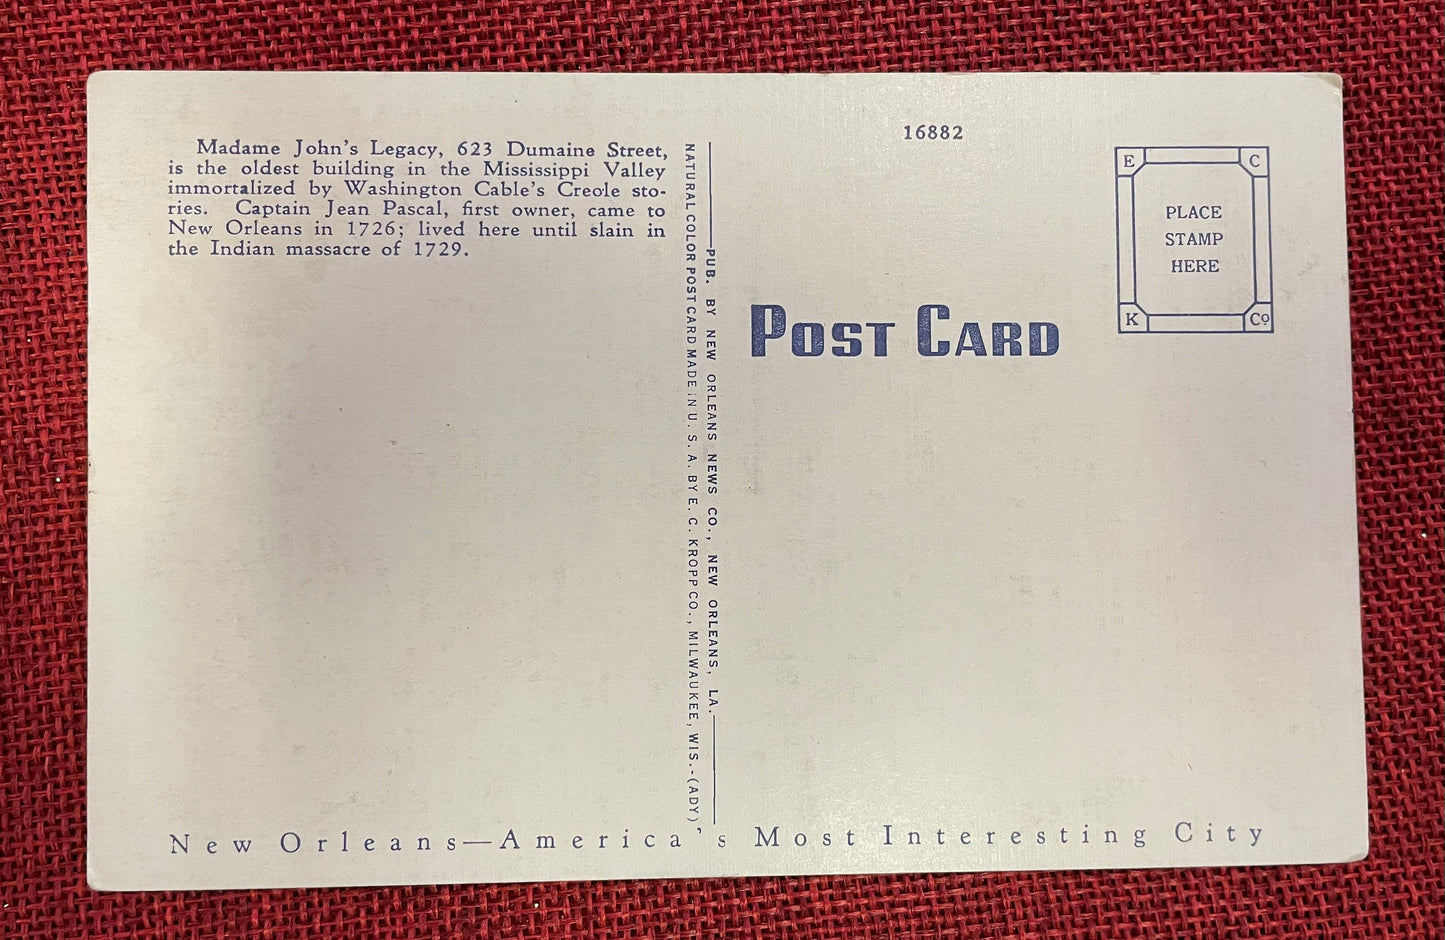 Madame John's Legacy, 623 Dumaine Street,
is the oldest building in the Mississippi Valley
immortalized by Washington Cable's Creole sto-
ries. Captain Jean Pascal, first owner, came to
New Orleans in 1726; lived here until slain in
the Indian massacre of 1729.
NATURAL COLOR POST CARD MADE IN U. S. A. BY E. C. KROPP CO., MILWAUKEE, WIS.-(ADY)
PUB. BY NEW ORLEANS NEWS CO., NEW ORLEANS, LA.
16882
E C
PLACE
STAMP
HERE
K Co
POST CARD
New Orleans—America's Most Interesting City